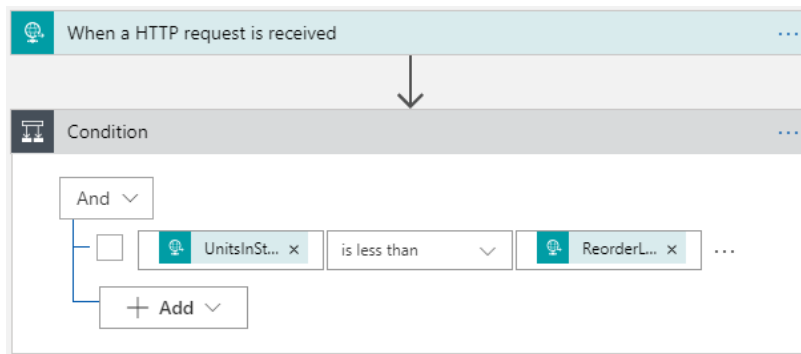 When a HTTP request is received
Condition
And
UnitsInSt... × is less than ReorderL... ×
+ Add